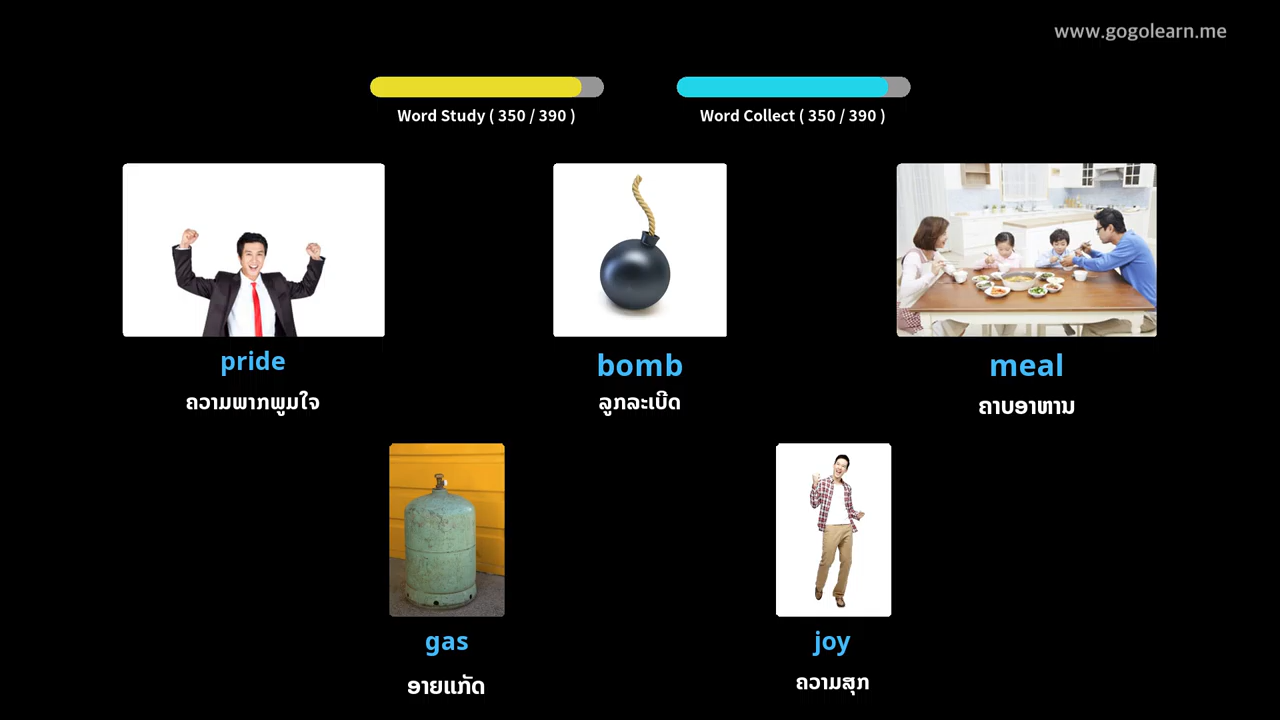 www.gogolearn.me
Word Study ( 350 / 390 )
Word Collect ( 350 / 390 )
pride
ຄວາມພາກພູມໃຈ
bomb
ລູກລະເບີດ
meal
ຄາບອາຫານ
gas
ອາຍແກັດ
joy
ຄວາມສຸກ